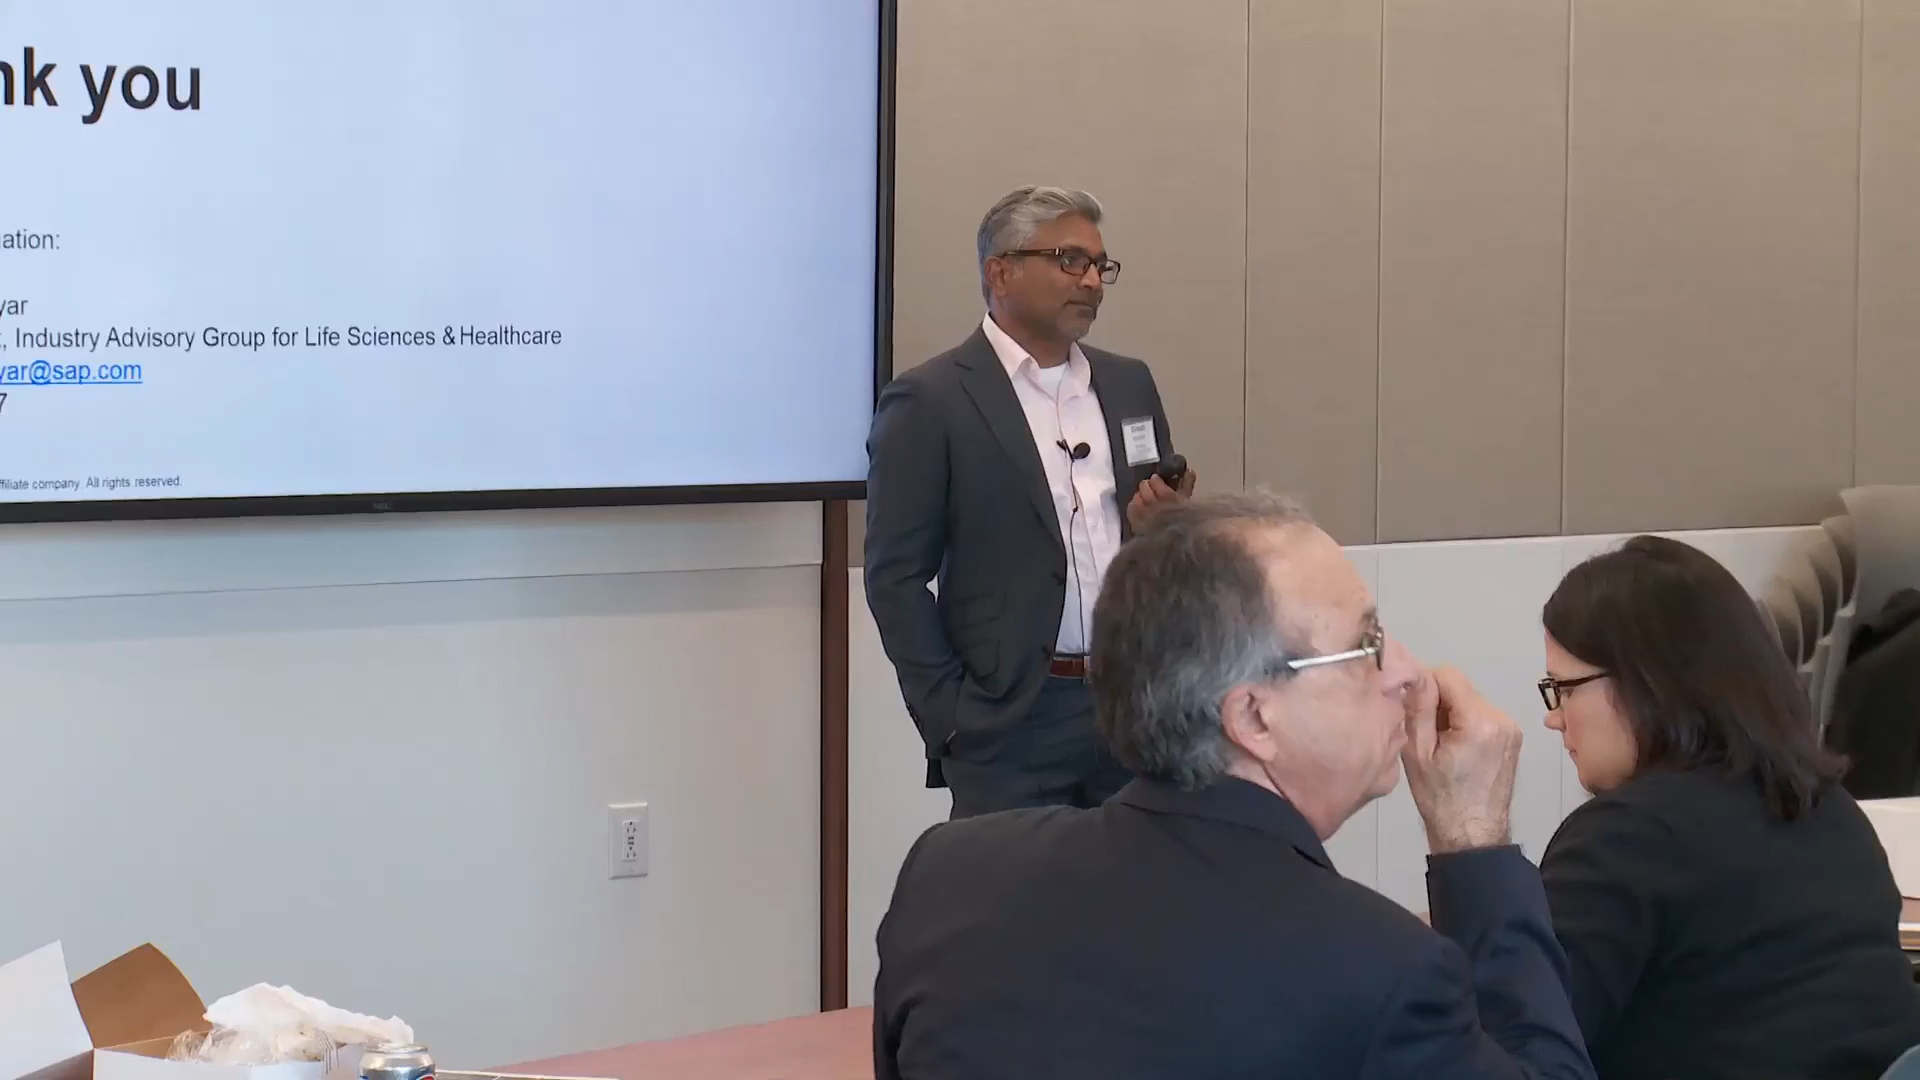 nk you
ation:
yar
, Industry Advisory Group for Life Sciences & Healthcare
yar@sap.com
7
ffiliate company. All rights reserved.
NEC